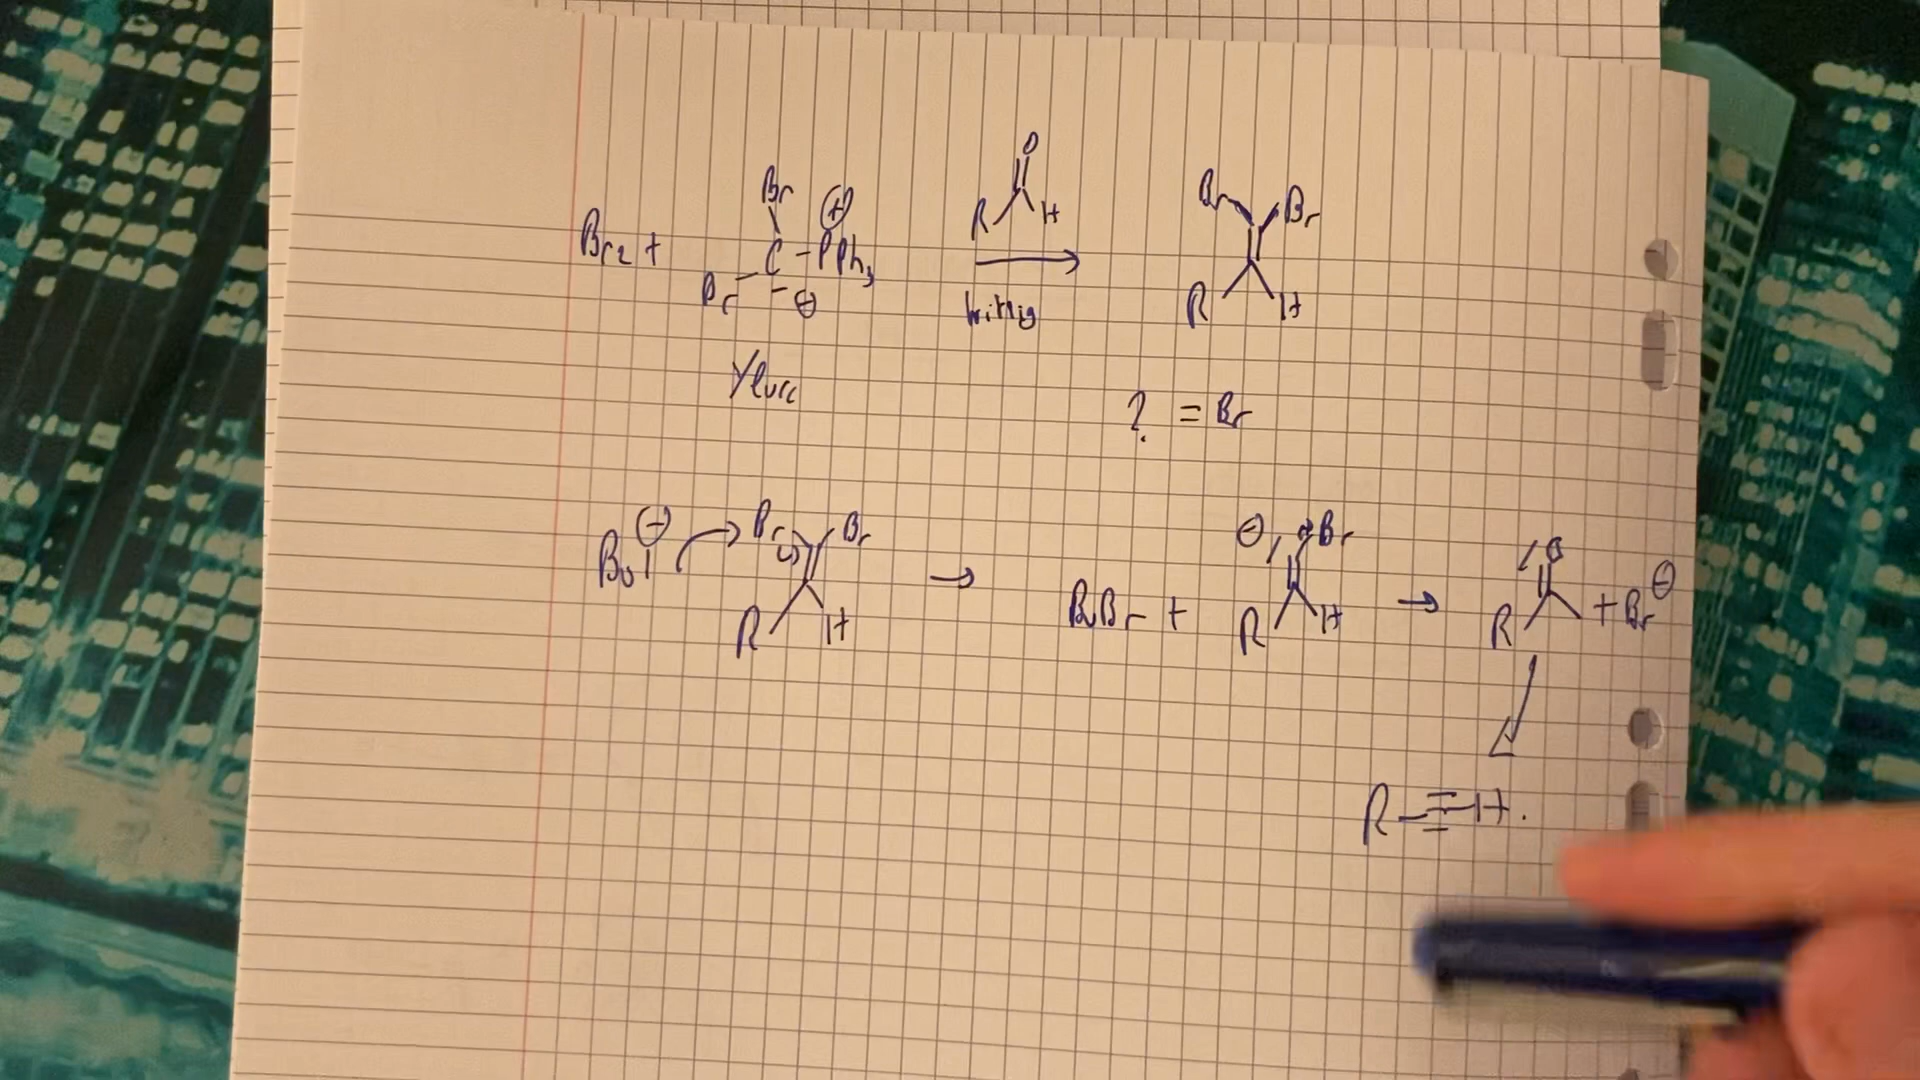 O
Br ⊕ Br Br
Br2 + C -PPh3 R H
Br - ⊖ Wittig R H
Ylure
? = Br
⊖ Br Br ⊖ Br ⊖
Bu → BuBr + → + Br
R H R H R
R-≡-H.